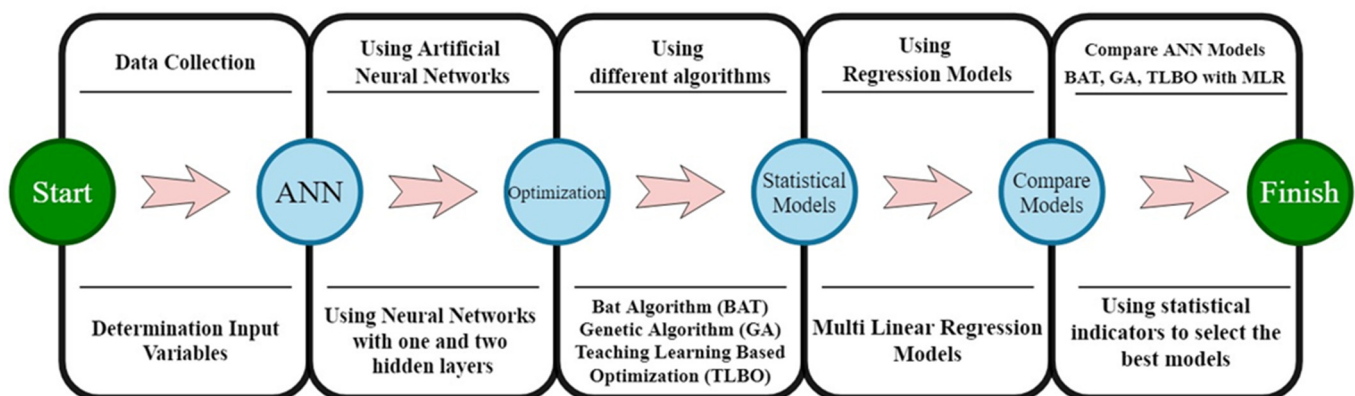 Data Collection
Using Artificial
Neural Networks
Using
different algorithms
Using
Regression Models
Compare ANN Models
BAT, GA, TLBO with MLR
Start
ANN
Optimization
Statistical
Models
Compare
Models
Finish
Determination Input
Variables
Using Neural Networks
with one and two
hidden layers
Bat Algorithm (BAT)
Genetic Algorithm (GA)
Teaching Learning Based
Optimization (TLBO)
Multi Linear Regression
Models
Using statistical
indicators to select the
best models